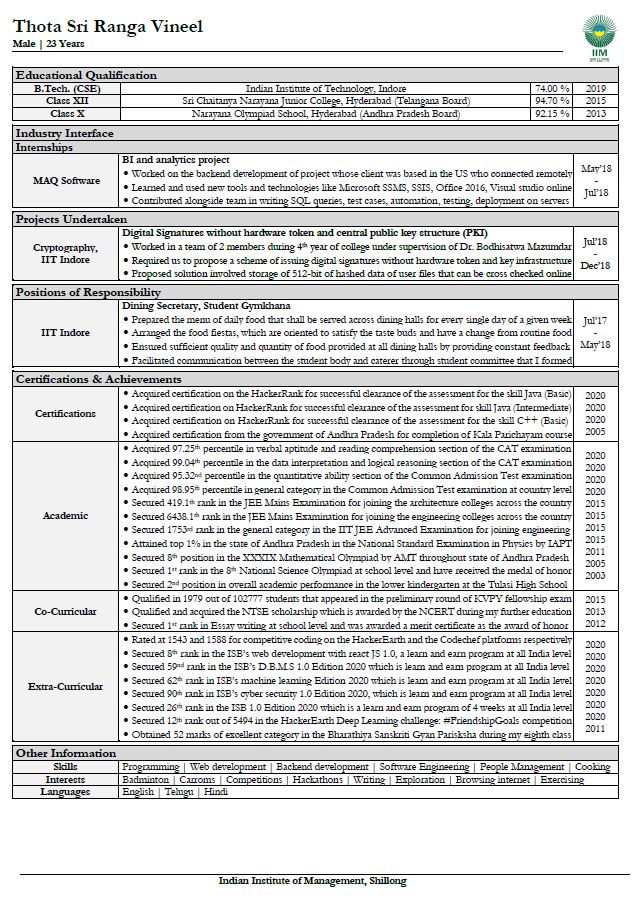 Thota Sri Ranga Vineel
Male | 23 Years
IIM
SHILLONG
Educational Qualification
B.Tech. (CSE) Indian Institute of Technology, Indore 74.00 % 2019
Class XII Sri Chaitanya Narayana Junior College, Hyderabad (Telangana Board) 94.70 % 2015
Class X Narayana Olympiad School, Hyderabad (Andhra Pradesh Board) 92.15 % 2013
Industry Interface
Internships
MAQ Software
BI and analytics project
• Worked on the backend development of project whose client was based in the US who connected remotely
• Learned and used new tools and technologies like Microsoft SSMS, SSIS, Office 2016, Visual studio online
• Contributed alongside team in writing SQL queries, test cases, automation, testing, deployment on servers
May'18
-
Jul'18
Projects Undertaken
Cryptography,
IIT Indore
Digital Signatures without hardware token and central public key structure (PKI)
• Worked in a team of 2 members during 4th year of college under supervision of Dr. Bodhisatwa Mazumdar
• Required us to propose a scheme of issuing digital signatures without hardware token and key infrastructure
• Proposed solution involved storage of 512-bit of hashed data of user files that can be cross checked online
Jul'18
-
Dec'18
Positions of Responsibility
IIT Indore
Dining Secretary, Student Gymkhana
• Prepared the menu of daily food that shall be served across dining halls for every single day of a given week
• Arranged the food fiestas, which are oriented to satisfy the taste buds and have a change from routine food
• Ensured sufficient quality and quantity of food provided at all dining halls by providing constant feedback
• Facilitated communication between the student body and caterer through student committee that I formed
Jul'17
-
May'18
Certifications & Achievements
Certifications
• Acquired certification on the HackerRank for successful clearance of the assessment for the skill Java (Basic) 2020
• Acquired certification on HackerRank for successful clearance of the assessment for skill Java (Intermediate) 2020
• Acquired certification on HackerRank for successful clearance of the assessment for the skill C++ (Basic) 2020
• Acquired certification from the government of Andhra Pradesh for completion of Kala Parichayam course 2005
Academic
• Acquired 97.25th percentile in verbal aptitude and reading comprehension section of the CAT examination 2020
• Acquired 99.04th percentile in the data interpretation and logical reasoning section of the CAT examination 2020
• Acquired 95.32nd percentile in the quantitative ability section of the Common Admission Test examination 2020
• Acquired 98.95th percentile in general category in the Common Admission Test examination at country level 2020
• Secured 419.1th rank in the JEE Mains Examination for joining the architecture colleges across the country 2015
• Secured 6438.1th rank in the JEE Mains Examination for joining the engineering colleges across the country 2015
• Secured 1753rd rank in the general category in the IIT JEE Advanced Examination for joining engineering 2015
• Attained top 1% in the state of Andhra Pradesh in the National Standard Examination in Physics by IAPT 2015
• Secured 8th position in the XXXIX Mathematical Olympiad by AMT throughout state of Andhra Pradesh 2011
• Secured 1st rank in the 8th National Science Olympiad at school level and have received the medal of honor 2005
• Secured 2nd position in overall academic performance in the lower kindergarten at the Tulasi High School 2003
Co-Curricular
• Qualified in 1979 out of 102777 students that appeared in the preliminary round of KVPY fellowship exam 2015
• Qualified and acquired the NTSE scholarship which is awarded by the NCERT during my further education 2013
• Secured 1st rank in Essay writing at school level and was awarded a merit certificate as the award of honor 2012
Extra-Curricular
• Rated at 1543 and 1588 for competitive coding on the HackerEarth and the Codechef platforms respectively 2020
• Secured 8th rank in the ISB's web development with react JS 1.0, a learn and earn program at all India level 2020
• Secured 59nd rank in the ISB's D.B.M.S 1.0 Edition 2020 which is learn and earn program at all India level 2020
• Secured 62th rank in ISB's machine learning Edition 2020 which is learn and earn program at all India level 2020
• Secured 90th rank in ISB's cyber security 1.0 Edition 2020, which is learn and earn program at all India level 2020
• Secured 26th rank in the ISB 1.0 Edition 2020 which is a learn and earn program of 4 weeks at all India level 2020
• Secured 12th rank out of 5494 in the HackerEarth Deep Learning challenge: #FriendshipGoals competition 2020
• Obtained 52 marks of excellent category in the Bharathiya Sanskriti Gyan Pariksha during my eighth class 2011
Other Information
Skills Programming | Web development | Backend development | Software Engineering | People Management | Cooking
Interests Badminton | Carroms | Competitions | Hackathons | Writing | Exploration | Browsing internet | Exercising
Languages English | Telugu | Hindi
Indian Institute of Management, Shillong